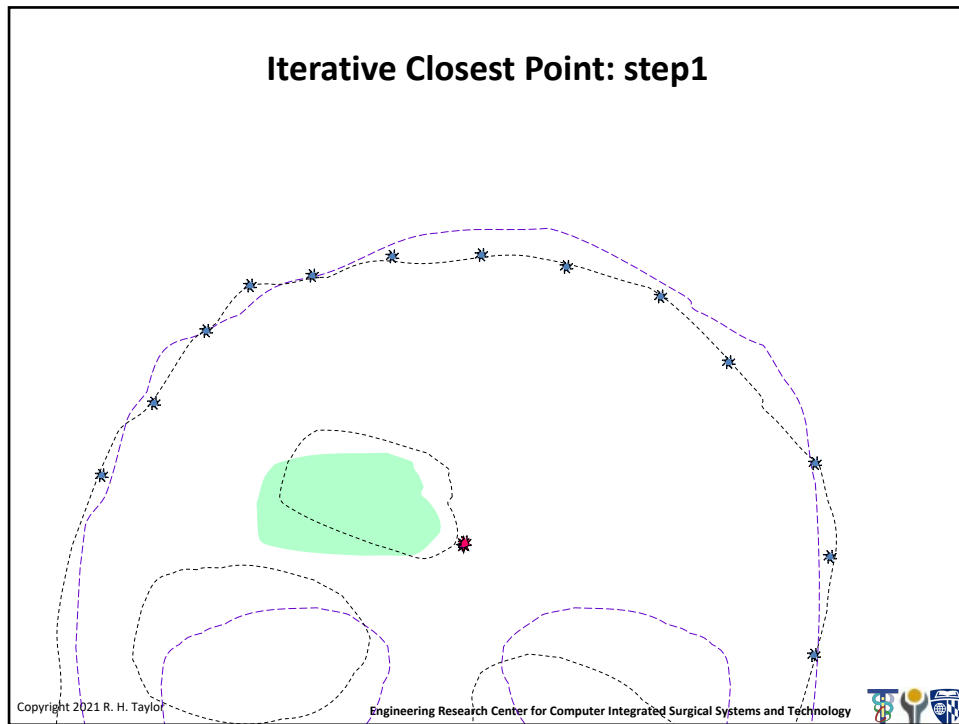 Iterative Closest Point: step1
Copyright 2021 R. H. Taylor
Engineering Research Center for Computer Integrated Surgical Systems and Technology